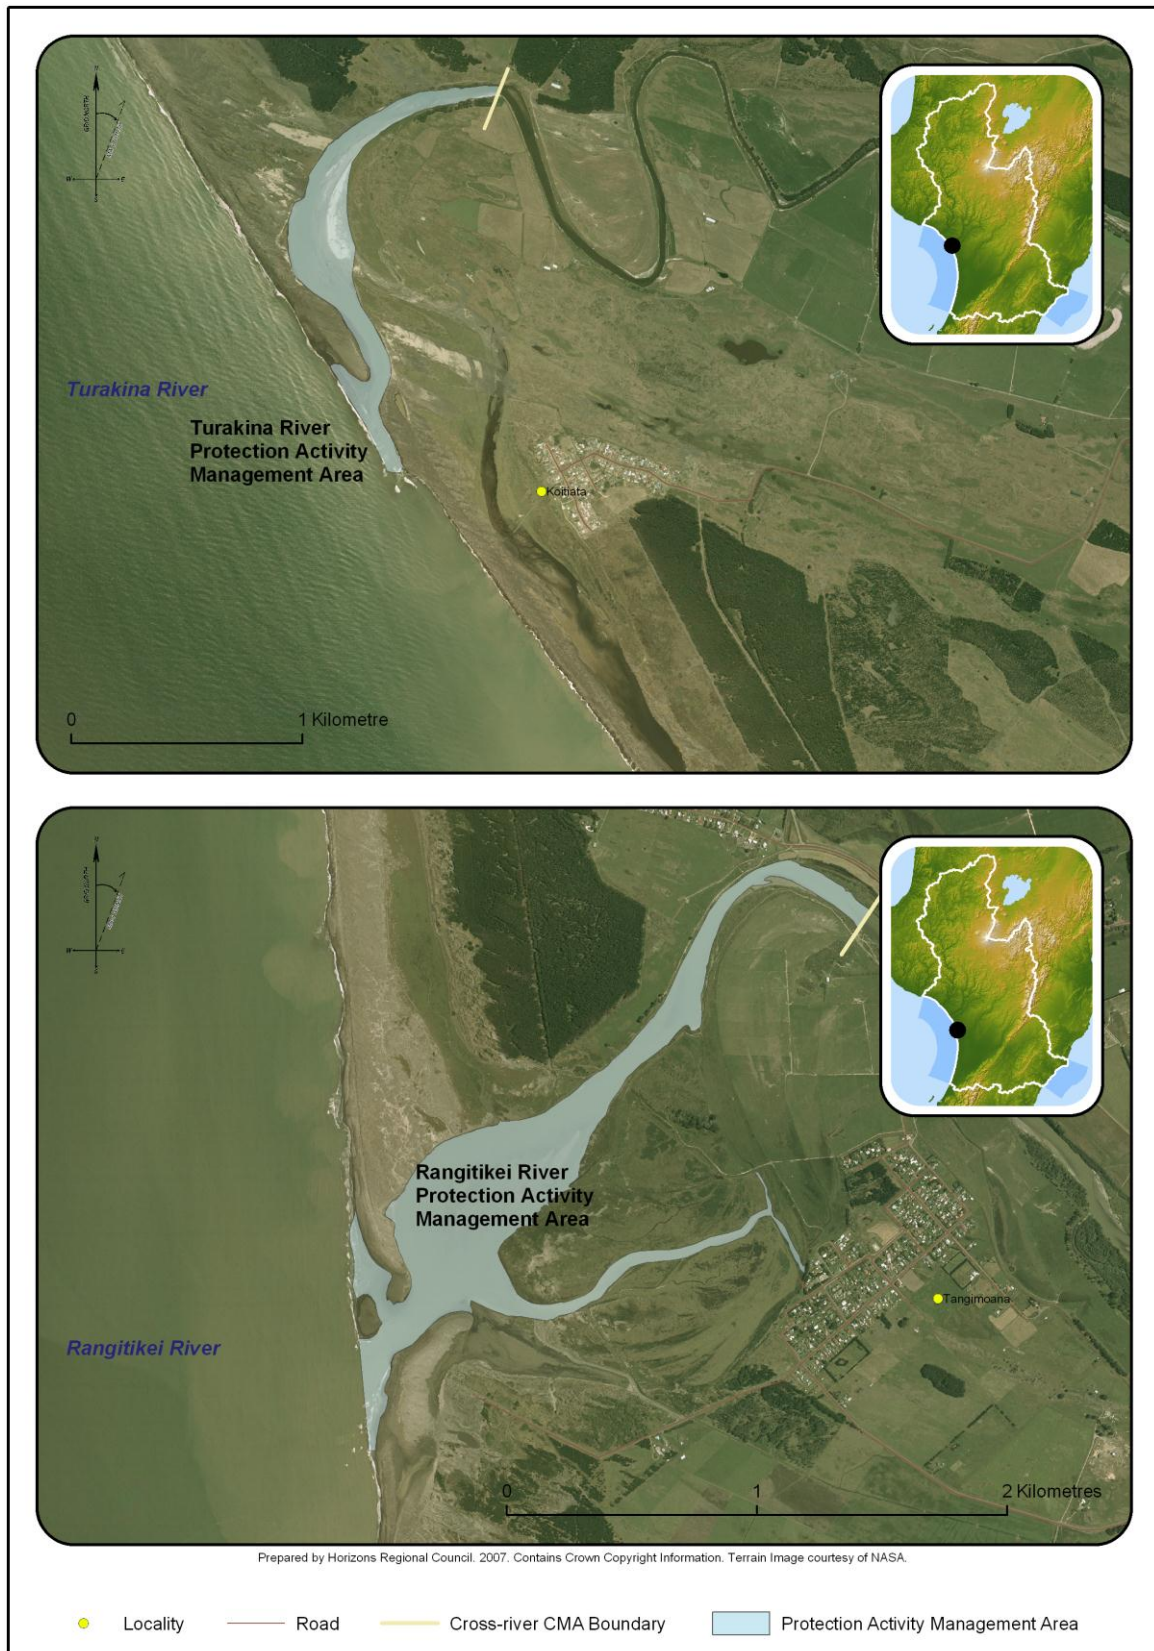 Turakina River
Turakina River
Protection Activity
Management Area
Koitiata
0
1 Kilometre
Rangitikei River
Protection Activity
Management Area
Rangitikei River
Tangimoana
0
1
2 Kilometres
Prepared by Horizons Regional Council. 2007. Contains Crown Copyright Information. Terrain Image courtesy of NASA.
Locality
Road
Cross-river CMA Boundary
Protection Activity Management Area